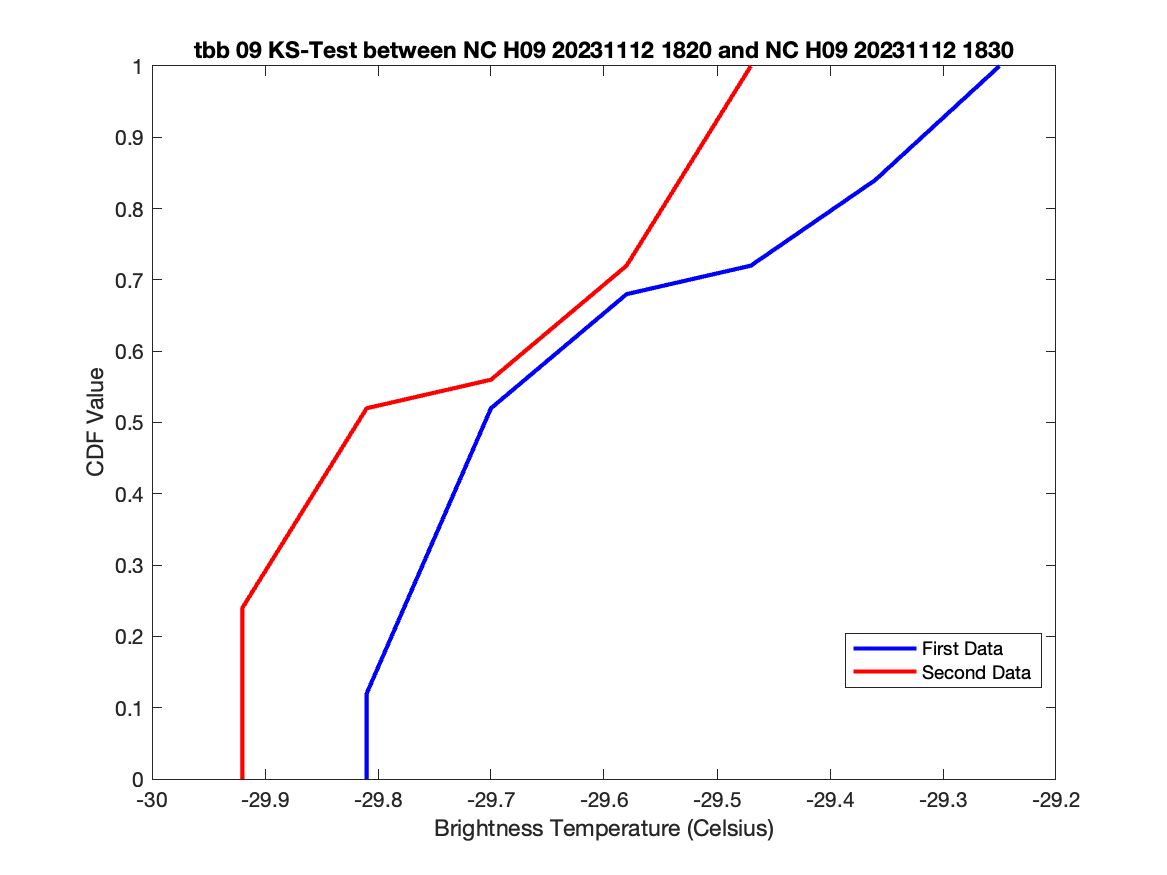 tbb 09 KS-Test between NC H09 20231112 1820 and NC H09 20231112 1830
1
0.9
0.8
0.7
0.6
0.5
0.4
0.3
0.2
0.1
0
CDF Value
First Data
Second Data
-30 -29.9 -29.8 -29.7 -29.6 -29.5 -29.4 -29.3 -29.2
Brightness Temperature (Celsius)